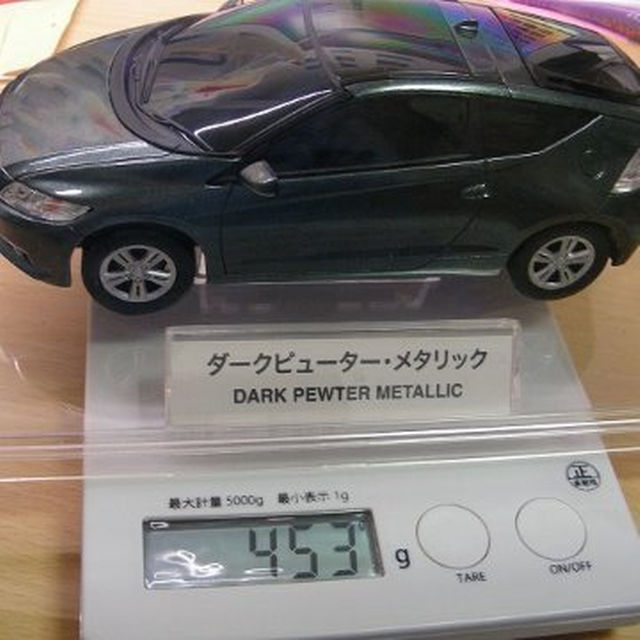 ダークピューター・メタリック
DARK PEWTER METALLIC
最大計量 5000g 最小表示 1g
453 g
TARE
ON/OFF
正